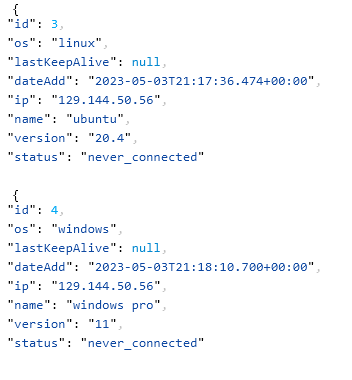 {
"id": 3,
"os": "linux",
"lastKeepAlive": null,
"dateAdd": "2023-05-03T21:17:36.474+00:00",
"ip": "129.144.50.56",
"name": "ubuntu",
"version": "20.4",
"status": "never_connected"
{
"id": 4,
"os": "windows",
"lastKeepAlive": null,
"dateAdd": "2023-05-03T21:18:10.700+00:00",
"ip": "129.144.50.56",
"name": "windows pro",
"version": "11",
"status": "never_connected"